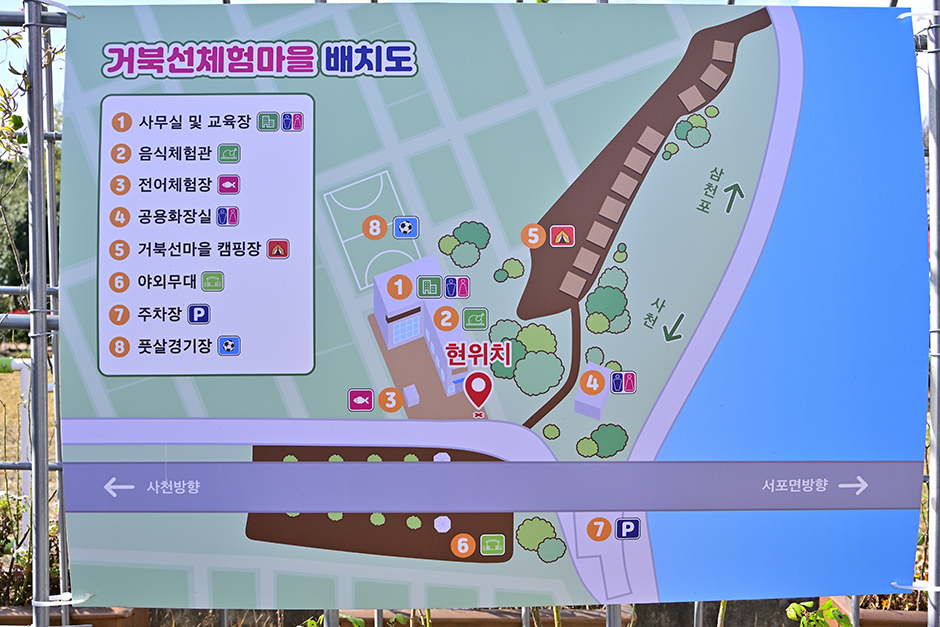 거북선체험마을 배치도
1 사무실 및 교육장
2 음식체험관
3 전어체험장
4 공용화장실
5 거북선마을 캠핑장
6 야외무대
7 주차장 P
8 풋살경기장
삼천포
8
5
1
2
사천
현위치
4
3
사천방향
서포면방향
7 P
6